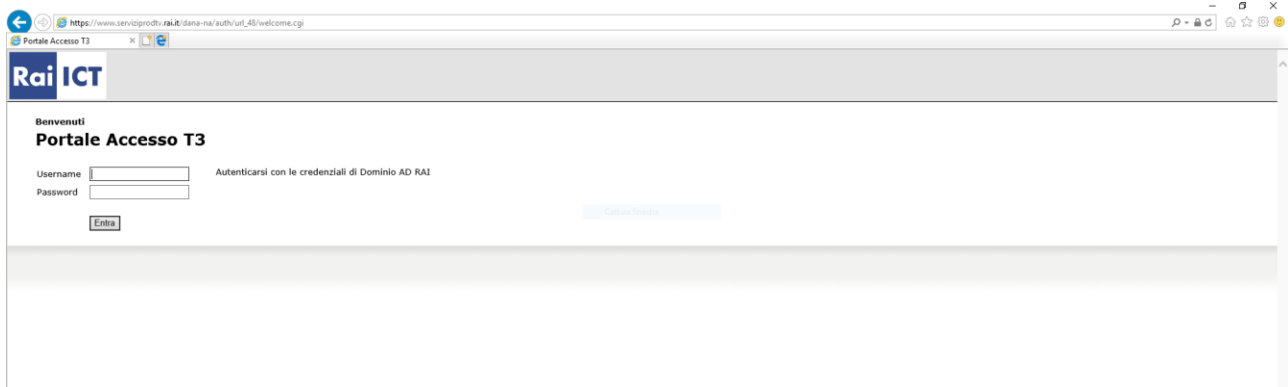 https://www.serviziprodtv.rai.it/dana-na/auth/url_48/welcome.cgi
Portale Accesso T3
Rai ICT
Benvenuti
Portale Accesso T3
Username Autenticarsi con le credenziali di Dominio AD RAI
Password
Entra